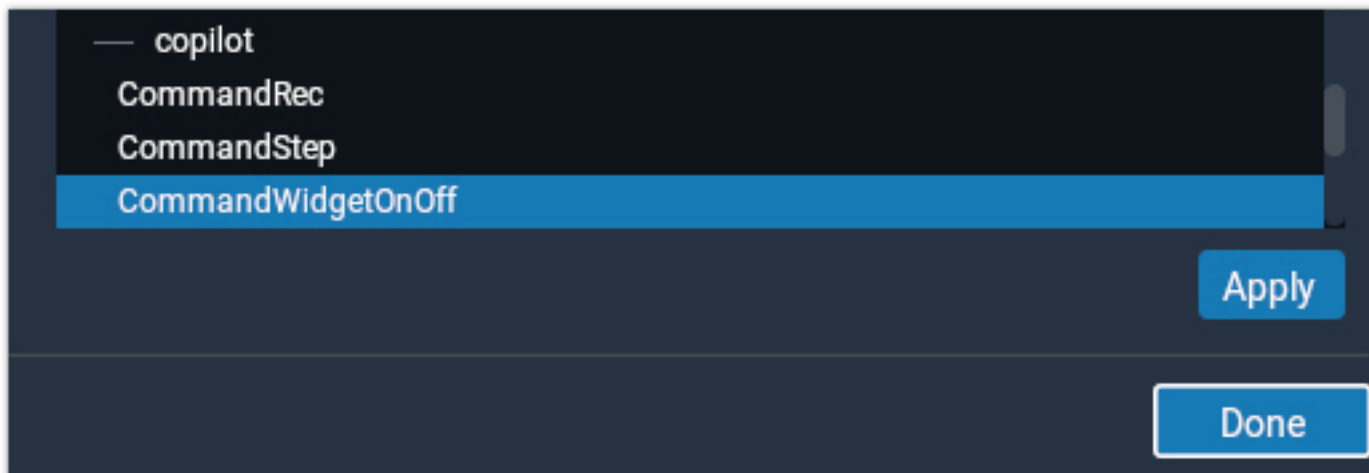 copilot
CommandRec
CommandStep
CommandWidgetOnOff
Apply
Done